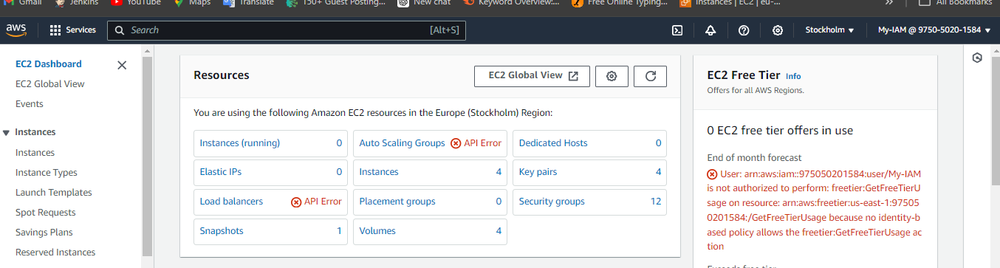 Gmail
Jenkins
YouTube
Maps
Translate
150+ Guest Posting...
New chat
Keyword Overview:...
Free Online Typing...
Instances | EC2 | eu-...
»
All Bookmarks
aws
Services
Search
[Alt+S]
Stockholm
My-IAM @ 9750-5020-1584
EC2 Dashboard
EC2 Global View
Events
Instances
Instances
Instance Types
Launch Templates
Spot Requests
Savings Plans
Reserved Instances
Resources
EC2 Global View
You are using the following Amazon EC2 resources in the Europe (Stockholm) Region:
Instances (running) 0
Auto Scaling Groups API Error
Dedicated Hosts 0
Elastic IPs 0
Instances 4
Key pairs 4
Load balancers API Error
Placement groups 0
Security groups 12
Snapshots 1
Volumes 4
EC2 Free Tier Info
Offers for all AWS Regions.
0 EC2 free tier offers in use
End of month forecast
User: arn:aws:iam::975050201584:user/My-IAM
is not authorized to perform: freetier:GetFreeTierU
sage on resource: arn:aws:freetier:us-east-1:97505
0201584:/GetFreeTierUsage because no identity-b
ased policy allows the freetier:GetFreeTierUsage ac
tion